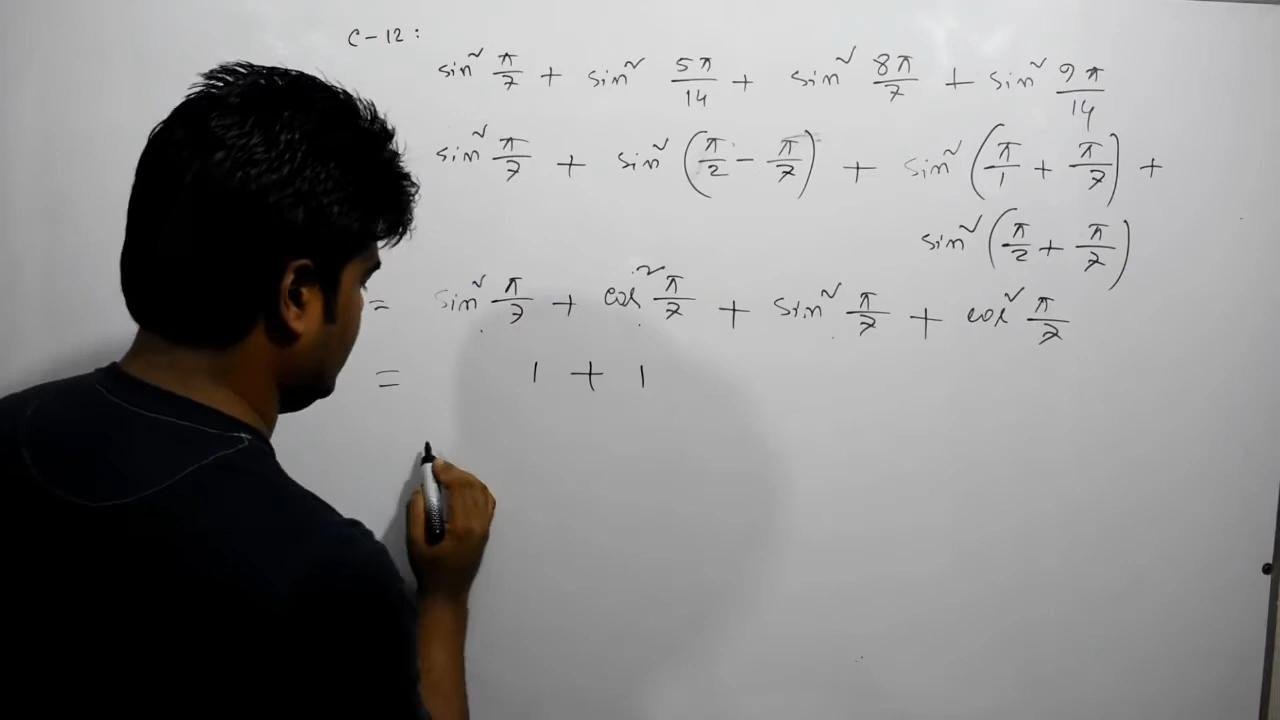 C-12:
sin² π/7 + sin² 5π/14 + sin² 8π/7 + sin² 9π/14
sin² π/7 + sin² (π/2 - π/7) + sin² (π/1 + π/7) +
sin² (π/2 + π/7)
= sin² π/7 + cos² π/7 + sin² π/7 + cos² π/7
= 1 + 1